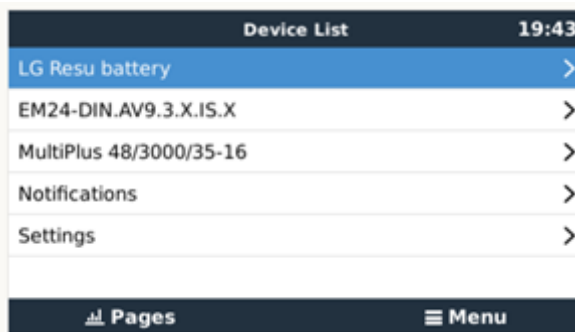 Device List 19:43
LG Resu battery
EM24-DIN.AV9.3.X.IS.X
MultiPlus 48/3000/35-16
Notifications
Settings
Pages Menu